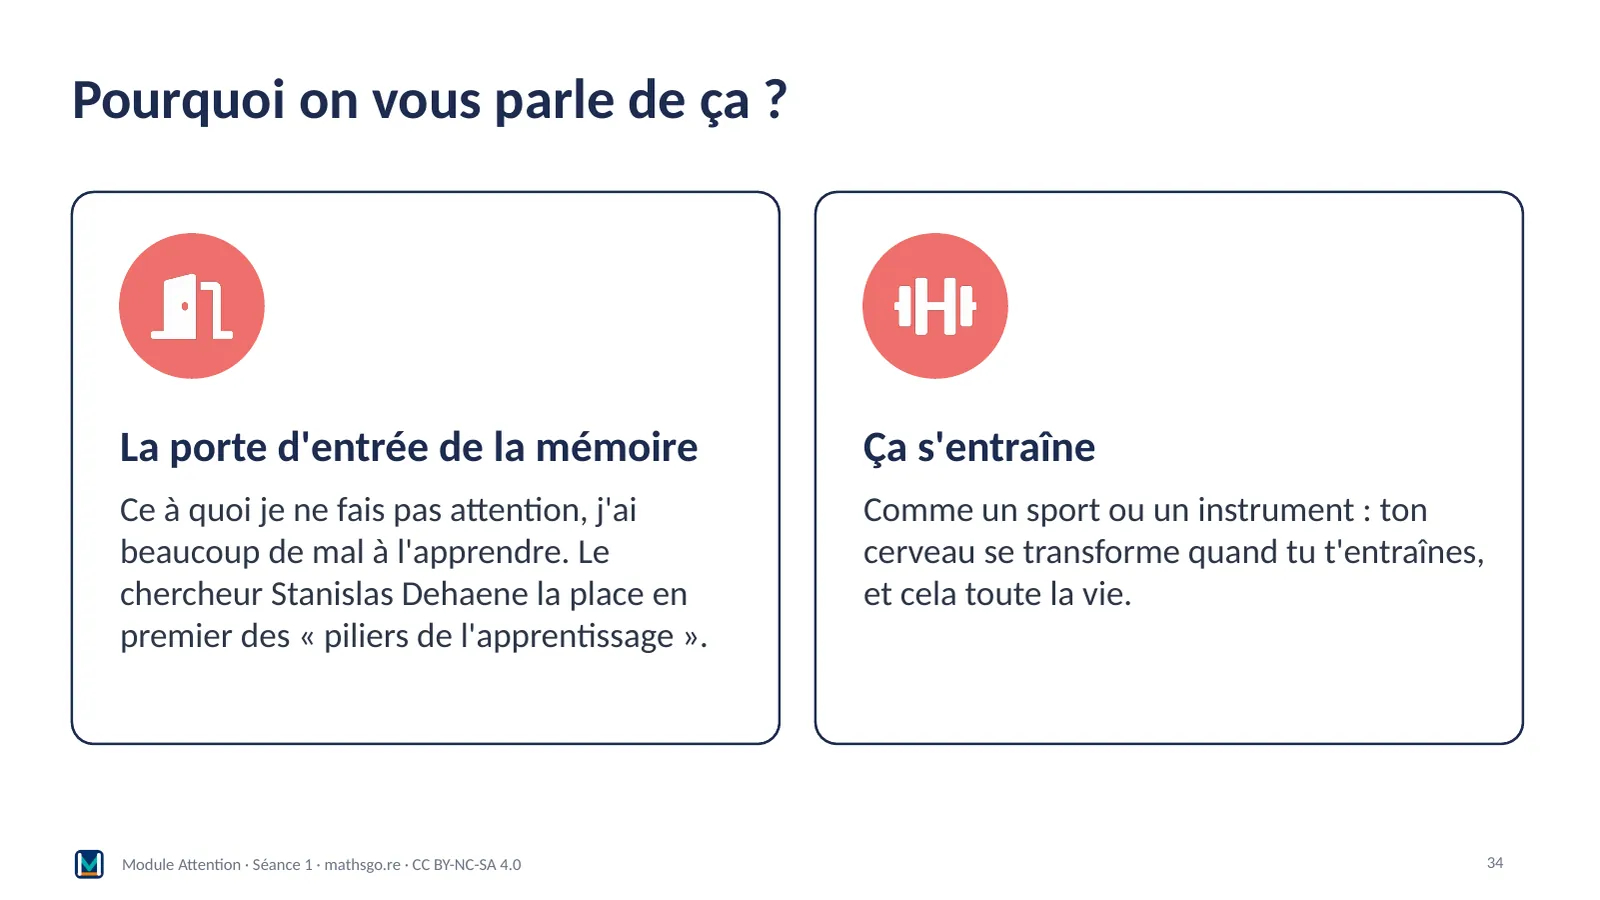 Pourquoi on vous parle de ça ?
La porte d'entrée de la mémoire
Ce à quoi je ne fais pas attention, j'ai
beaucoup de mal à l'apprendre. Le
chercheur Stanislas Dehaene la place en
premier des « piliers de l'apprentissage ».
Ça s'entraîne
Comme un sport ou un instrument : ton
cerveau se transforme quand tu t'entraînes,
et cela toute la vie.
Module Attention · Séance 1 · mathsgo.re · CC BY-NC-SA 4.0
34